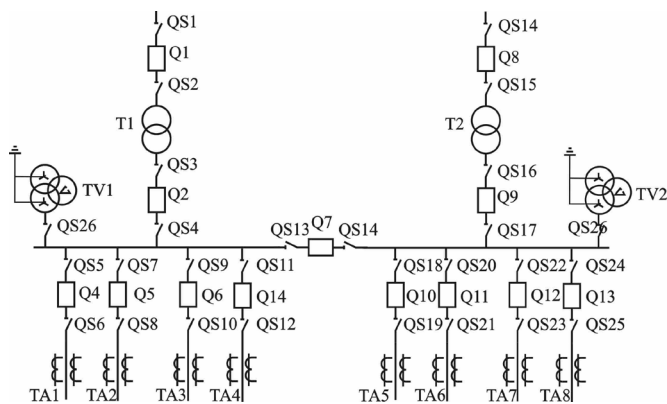 QS1 QS14
Q1 Q8
QS2 QS15
T1 T2
QS3 QS16
TV1 Q2 Q9 TV2
QS26 QS4 QS13 Q7 QS14 QS17 QS26
QS5 QS7 QS9 QS11 QS18 QS20 QS22 QS24
Q4 Q5 Q6 Q14 Q10 Q11 Q12 Q13
QS6 QS8 QS10 QS12 QS19 QS21 QS23 QS25
TA1 TA2 TA3 TA4 TA5 TA6 TA7 TA8